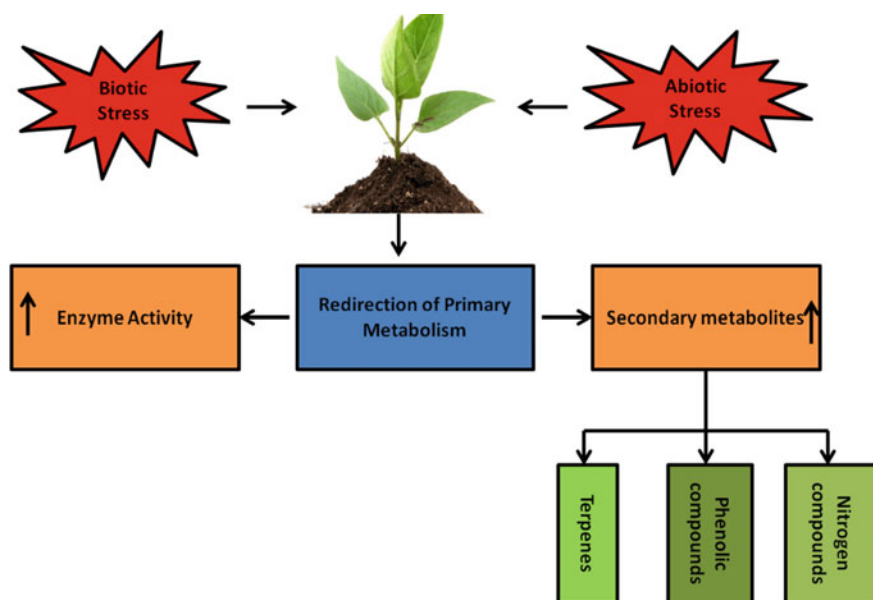 Biotic
Stress
Abiotic
Stress
Enzyme Activity
Redirection of Primary
Metabolism
Secondary metabolites
Terpenes
Phenolic
compounds
Nitrogen
compounds